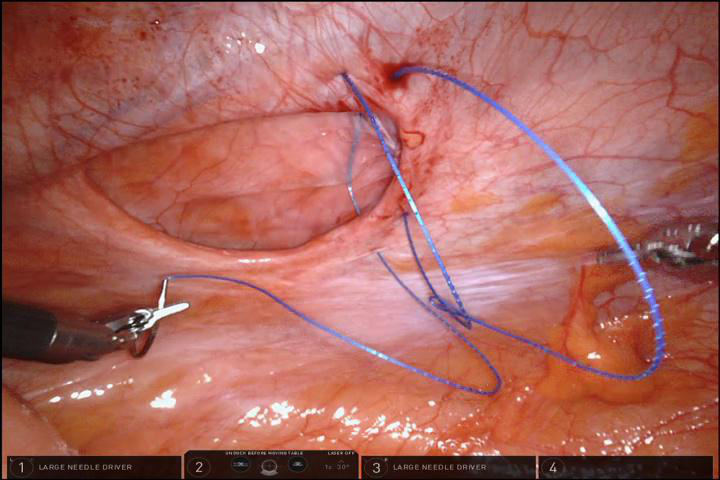 UNDOCK BEFORE MOVING TABLE
LASER OFF
1 LARGE NEEDLE DRIVER
2
1x 30°
3 LARGE NEEDLE DRIVER
4